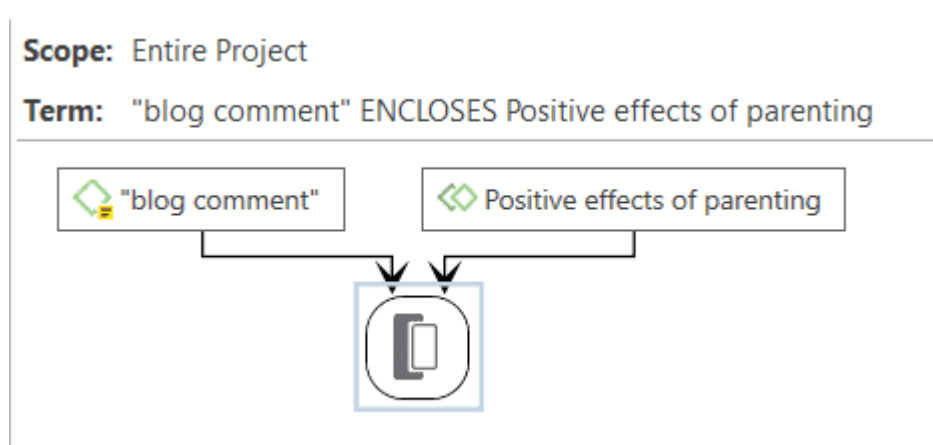 Scope: Entire Project
Term: "blog comment" ENCLOSES Positive effects of parenting
"blog comment"
Positive effects of parenting